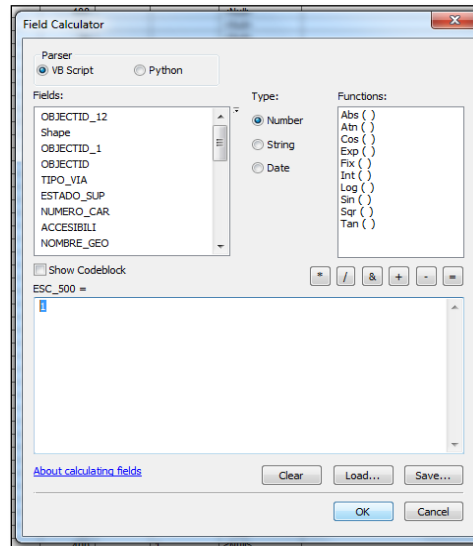 Field Calculator
Parser
VB Script Python
Fields:
Type:
Functions:
OBJECTID_12
Shape
OBJECTID_1
OBJECTID
TIPO_VIA
ESTADO_SUP
NUMERO_CAR
ACCESIBILI
NOMBRE_GEO
Number
String
Date
Abs ( )
Atn ( )
Cos ( )
Exp ( )
Fix ( )
Int ( )
Log ( )
Sin ( )
Sqr ( )
Tan ( )
Show Codeblock
* / & + - =
ESC_500 =
1
About calculating fields
Clear Load... Save...
OK Cancel